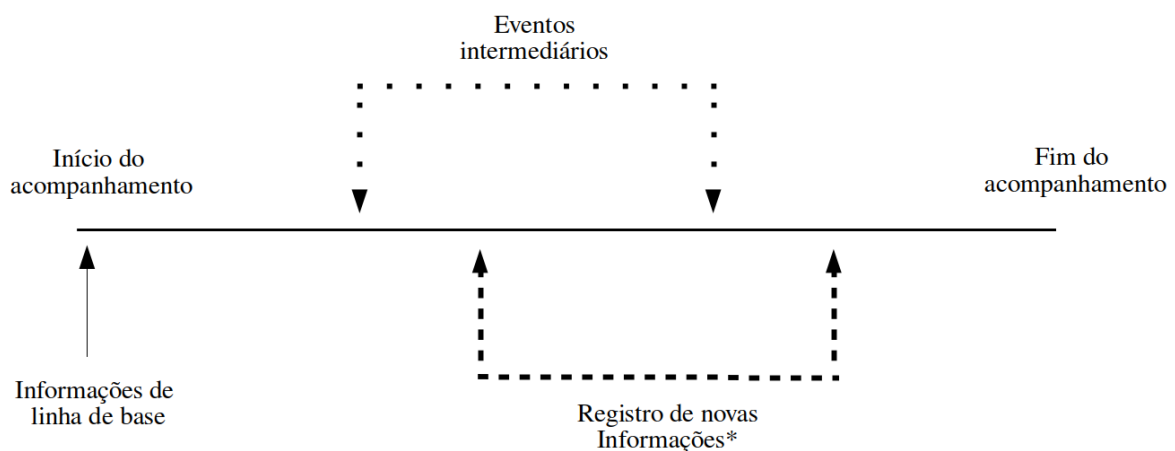 Eventos
intermediários
Início do
acompanhamento
Fim do
acompanhamento
Informações de
linha de base
Registro de novas
Informações*